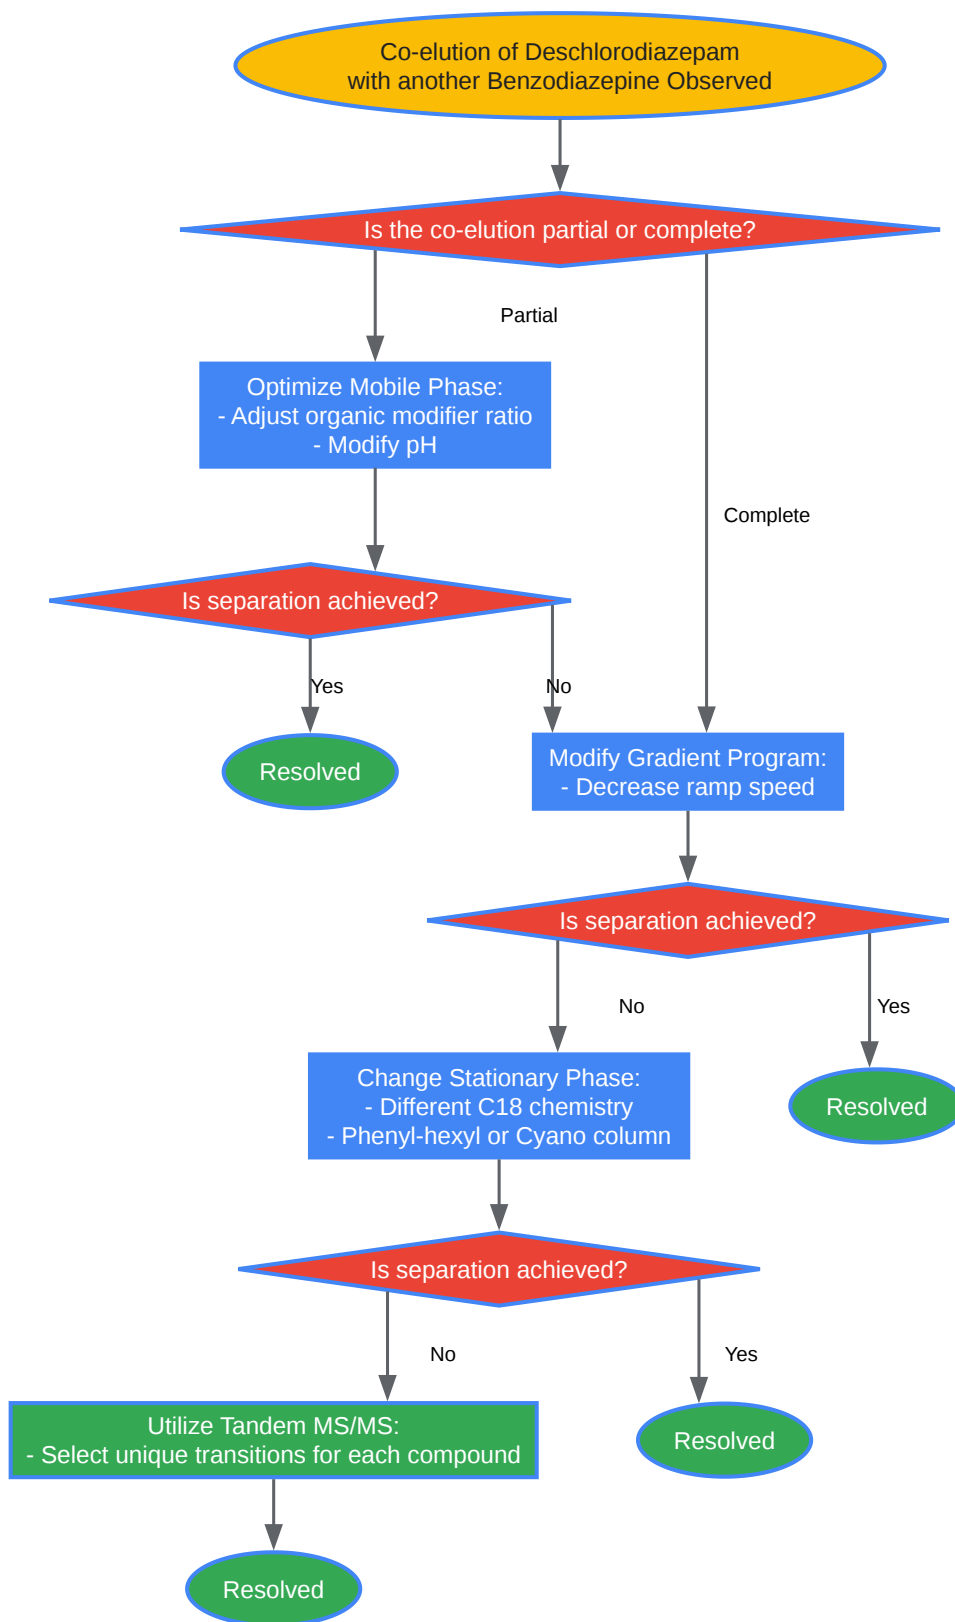 Co-elution of Deschlorodiazepam
with another Benzodiazepine Observed
Is the co-elution partial or complete?
Partial
Optimize Mobile Phase:
- Adjust organic modifier ratio
- Modify pH
Complete
Is separation achieved?
Yes
No
Resolved
Modify Gradient Program:
- Decrease ramp speed
Is separation achieved?
No
Yes
Change Stationary Phase:
- Different C18 chemistry
- Phenyl-hexyl or Cyano column
Resolved
Is separation achieved?
No
Yes
Utilize Tandem MS/MS:
- Select unique transitions for each compound
Resolved
Resolved